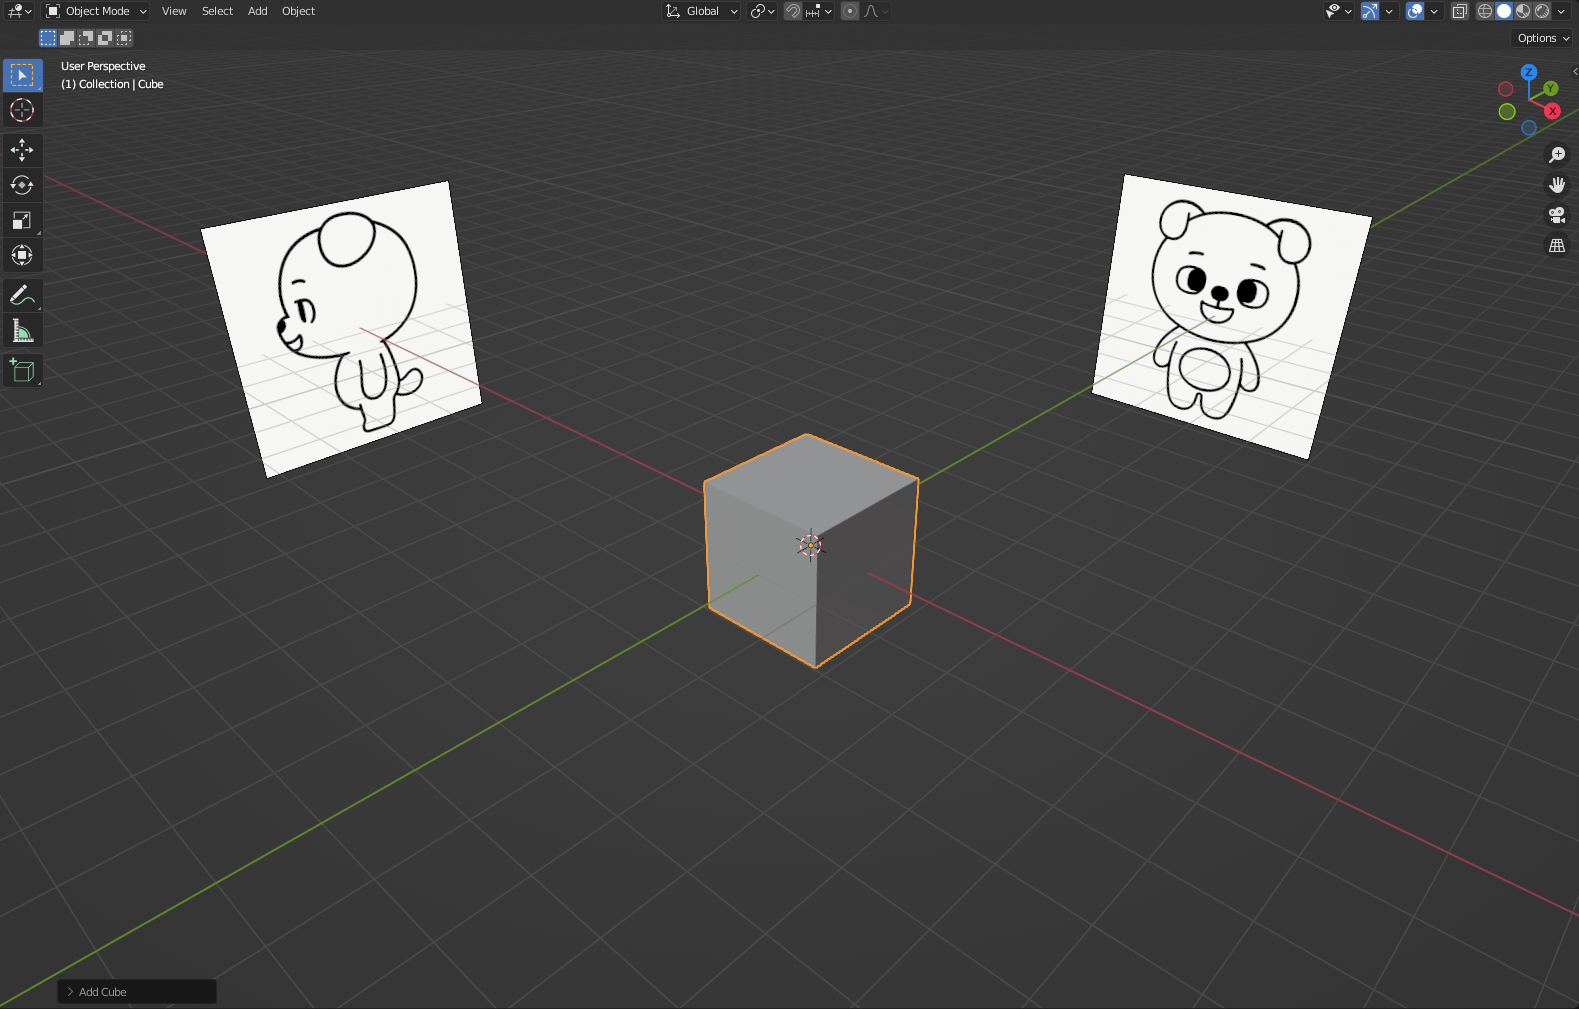 Object Mode View Select Add Object Global
Options
User Perspective
(1) Collection | Cube
Z
Y
X
Add Cube